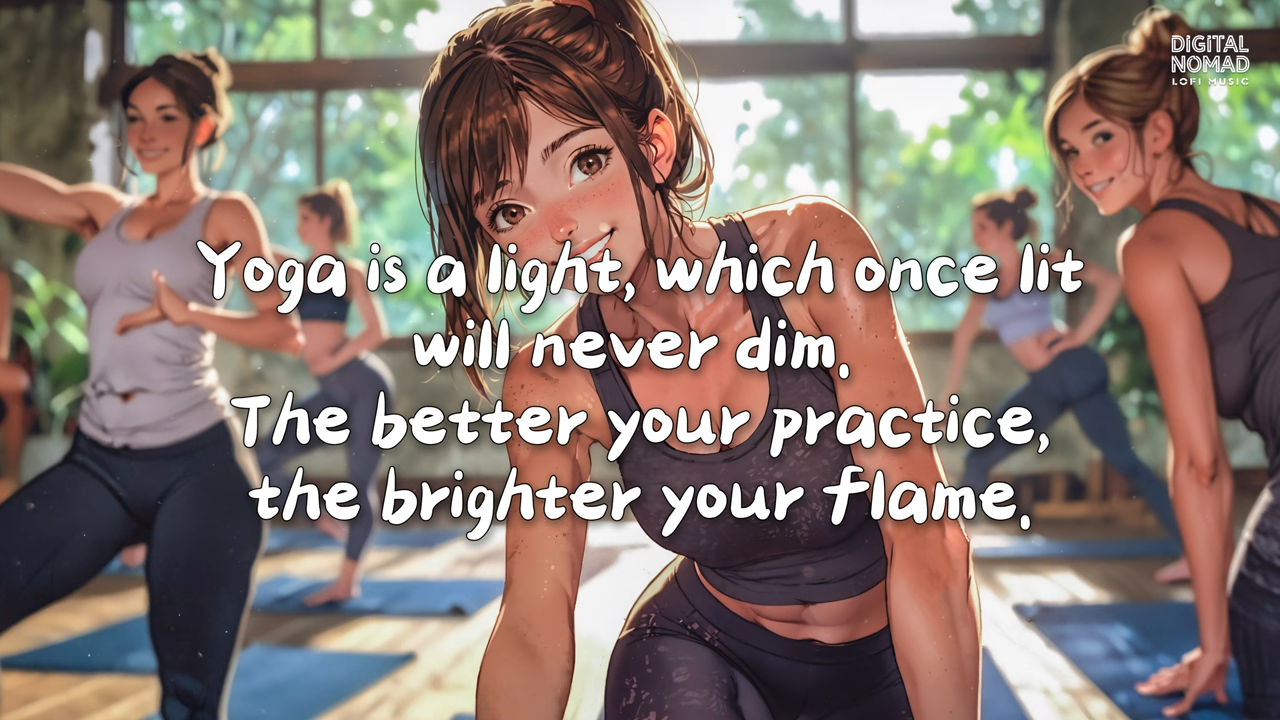 DiGiTAL
NOMAD
LOFI MUSIC
Yoga is a light, which once lit
will never dim.
The better your practice,
the brighter your flame.